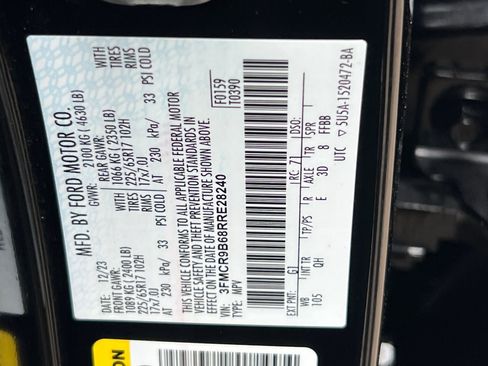 MFD. BY FORD MOTOR CO.
12/23
GVWR: 2100 KG ( 4630 LB)
FRONT GAWR:
1089 KG (2400 LB)
225/65R17 102H
17x7.0J
AT 230 kPa/ 33 PSI COLD
WITH
TIRES
RIMS
REAR GAWR:
1066 KG (2350 LB)
225/65R17 102H
17x7.0J
AT 230 kPa/ 33 PSI COLD
WITH
TIRES
RIMS
THIS VEHICLE CONFORMS TO ALL APPLICABLE FEDERAL MOTOR
VEHICLE SAFETY AND THEFT PREVENTION STANDARDS IN
EFFECT ON THE DATE OF MANUFACTURE SHOWN ABOVE.
F0159
T0390
VIN: 3FMCR9B68RRE28240
TYPE: MPV
EXT PNT: G1
RC: 71
DSO:
WB
INT TR
TP/PS
R
AXLE
TR
SPR
105
QH
E
3D
8
FFBB
UTC
5U5A-1520472-BA
ON